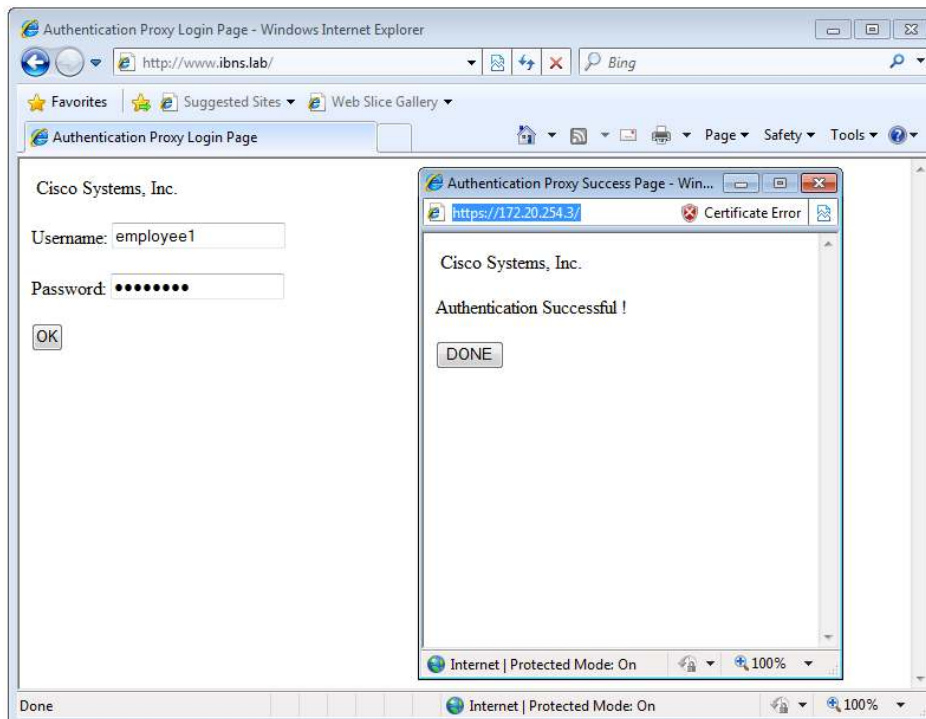 Authentication Proxy Login Page - Windows Internet Explorer
http://www.ibns.lab/
Bing
Favorites
Suggested Sites
Web Slice Gallery
Authentication Proxy Login Page
Page
Safety
Tools
Cisco Systems, Inc.
Username: employee1
Password: ••••••••
OK
Authentication Proxy Success Page - Win...
https://172.20.254.3/
Certificate Error
Cisco Systems, Inc.
Authentication Successful !
DONE
Internet | Protected Mode: On
100%
Done
Internet | Protected Mode: On
100%